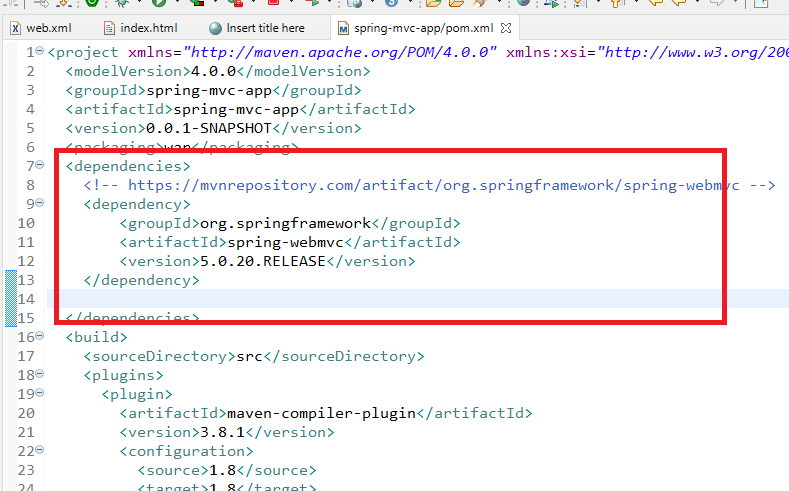 web.xml index.html Insert title here spring-mvc-app/pom.xml
1 <project xmlns="http://maven.apache.org/POM/4.0.0" xmlns:xsi="http://www.w3.org/200
2 <modelVersion>4.0.0</modelVersion>
3 <groupId>spring-mvc-app</groupId>
4 <artifactId>spring-mvc-app</artifactId>
5 <version>0.0.1-SNAPSHOT</version>
6 <packaging>war</packaging>
7 <dependencies>
8 <!-- https://mvnrepository.com/artifact/org.springframework/spring-webmvc -->
9 <dependency>
10 <groupId>org.springframework</groupId>
11 <artifactId>spring-webmvc</artifactId>
12 <version>5.0.20.RELEASE</version>
13 </dependency>
14
15 </dependencies>
16 <build>
17 <sourceDirectory>src</sourceDirectory>
18 <plugins>
19 <plugin>
20 <artifactId>maven-compiler-plugin</artifactId>
21 <version>3.8.1</version>
22 <configuration>
23 <source>1.8</source>
24 <target>1.8</target>